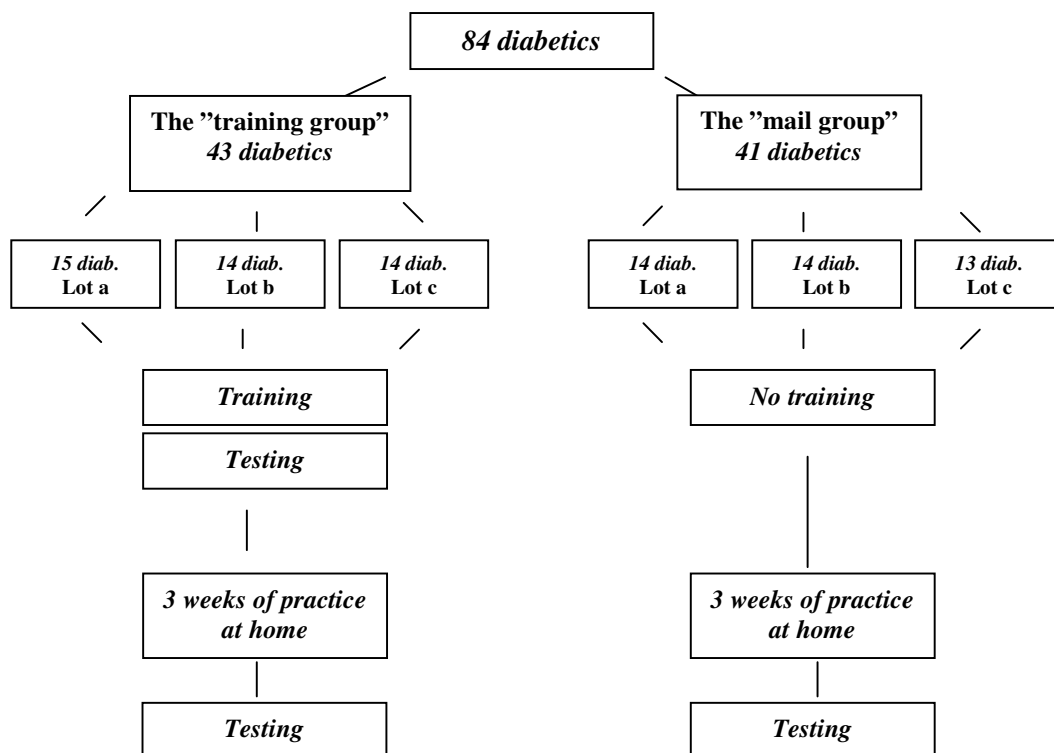 84 diabetics
The ”training group”
43 diabetics
The ”mail group”
41 diabetics
15 diab.
Lot a
14 diab.
Lot b
14 diab.
Lot c
14 diab.
Lot a
14 diab.
Lot b
13 diab.
Lot c
Training
No training
Testing
3 weeks of practice
at home
3 weeks of practice
at home
Testing
Testing